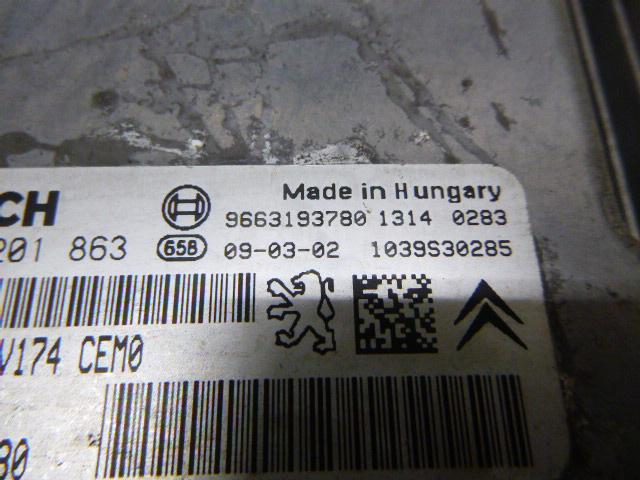 Made in Hungary
CH
9663193780 1314 0283
201 863 658 09-03-02 1039S30285
V174 CEM0
80